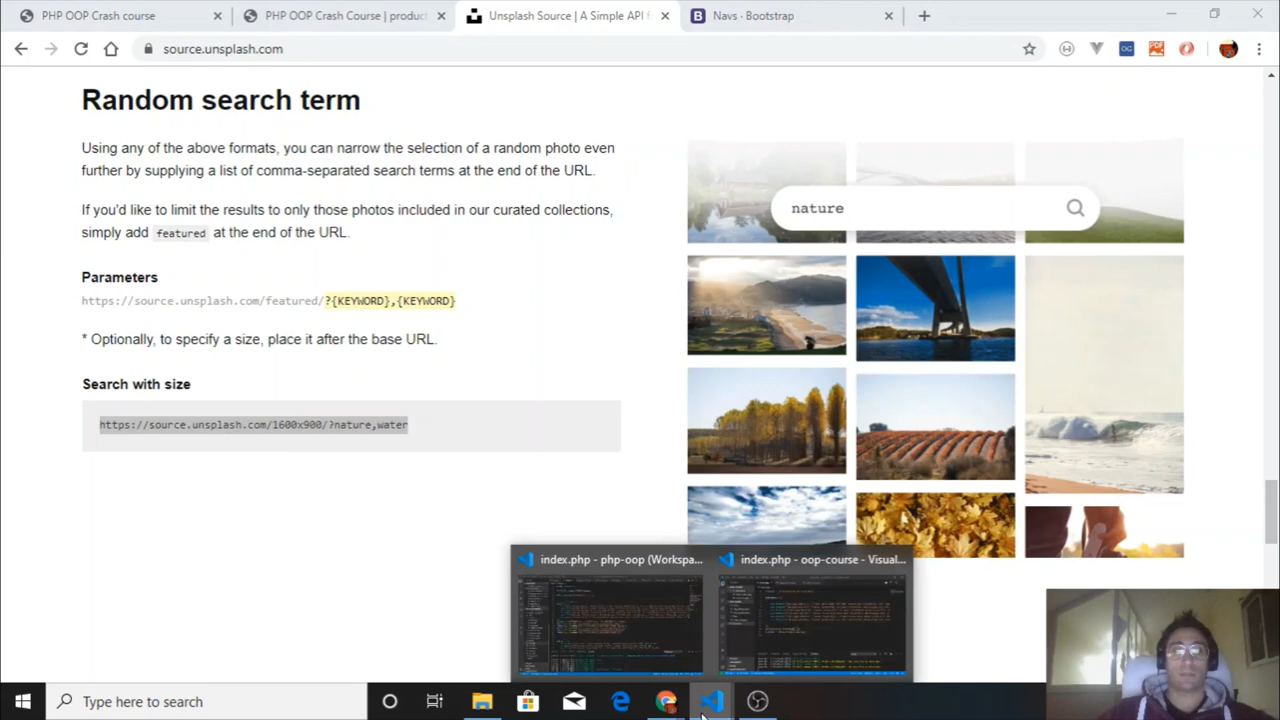 PHP OOP Crash course
PHP OOP Crash Course | product
Unsplash Source | A Simple API f
Navs · Bootstrap
source.unsplash.com
Random search term
Using any of the above formats, you can narrow the selection of a random photo even
further by supplying a list of comma-separated search terms at the end of the URL.
If you'd like to limit the results to only those photos included in our curated collections,
simply add featured at the end of the URL.
Parameters
https://source.unsplash.com/featured/?{KEYWORD},{KEYWORD}
* Optionally, to specify a size, place it after the base URL.
Search with size
https://source.unsplash.com/1600x900/?nature,water
nature
index.php - php-oop (Workspa...
index.php - oop-course - Visual...
Type here to search